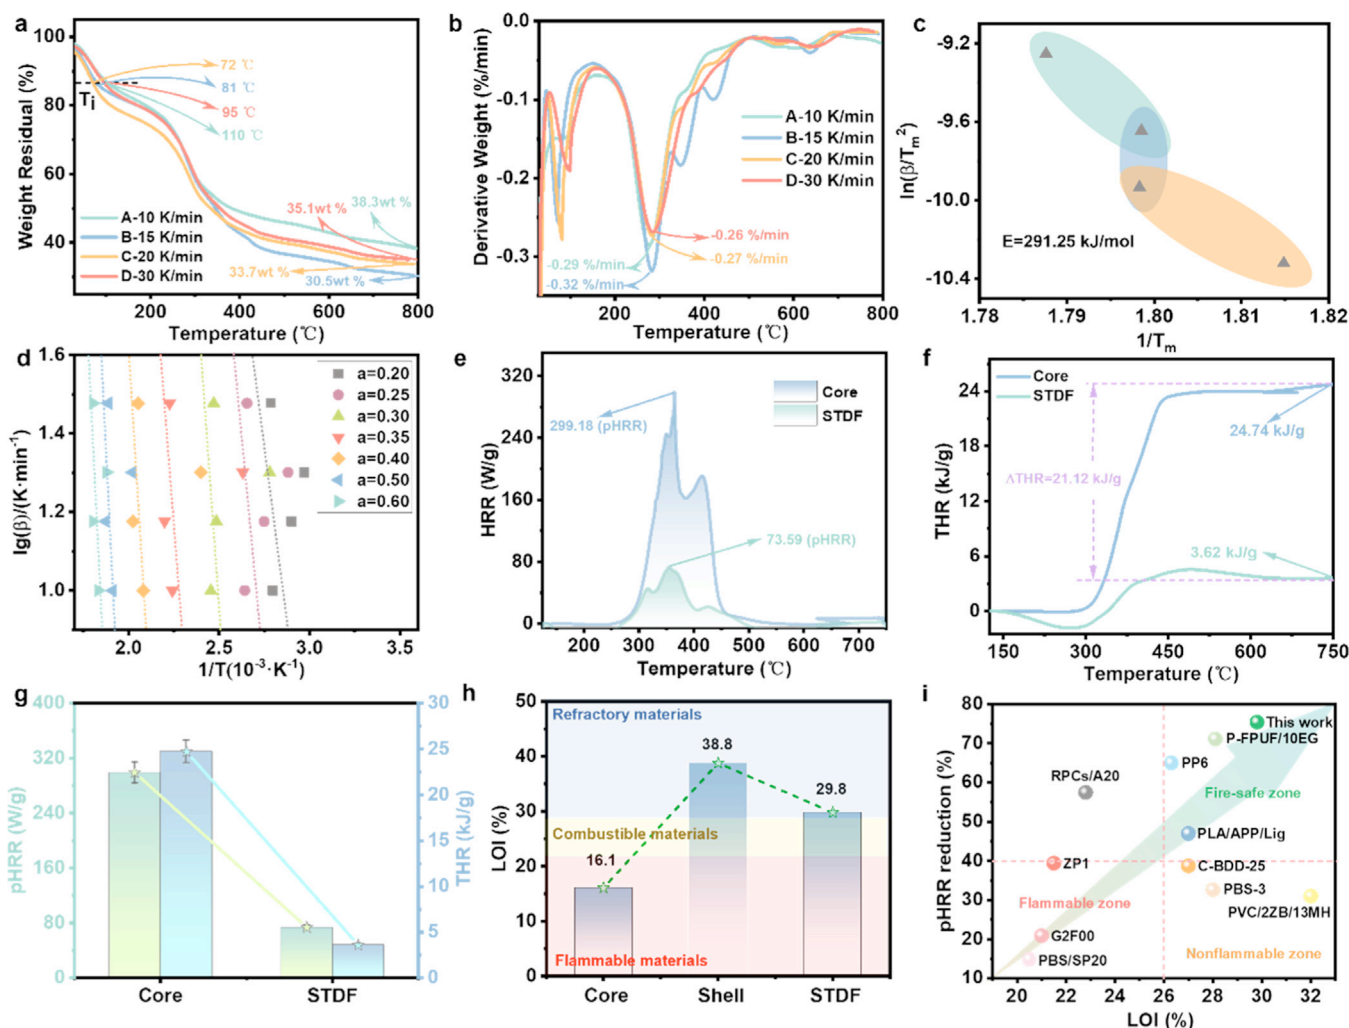 a
Weight Residual (%)
100
80
60
40
72 ℃
81 ℃
95 ℃
110 ℃
Ti
A-10 K/min
B-15 K/min
C-20 K/min
D-30 K/min
35.1wt %
38.3wt %
33.7wt %
30.5wt %
200
400
600
800
Temperature (℃)
b
Derivative Weight (%/min)
0.0
-0.1
-0.2
-0.3
A-10 K/min
B-15 K/min
C-20 K/min
D-30 K/min
-0.26 %/min
-0.27 %/min
-0.29 %/min
-0.32 %/min
200
400
600
800
Temperature (℃)
c
ln(β/Tm²)
-9.2
-9.6
-10.0
-10.4
E=291.25 kJ/mol
1.78
1.79
1.80
1.81
1.82
1/Tm
d
lg(β)/(K·min⁻¹)
1.6
1.4
1.2
1.0
a=0.20
a=0.25
a=0.30
a=0.35
a=0.40
a=0.50
a=0.60
2.0
2.5
3.0
3.5
1/T(10⁻³·K⁻¹)
e
HRR (W/g)
320
240
160
80
0
Core
STDF
299.18 (pHRR)
73.59 (pHRR)
200
300
400
500
600
700
Temperature (℃)
f
THR (kJ/g)
24
18
12
6
0
Core
STDF
24.74 kJ/g
ΔTHR=21.12 kJ/g
3.62 kJ/g
150
300
450
600
750
Temperature (℃)
g
pHRR (W/g)
400
320
240
160
80
0
THR (kJ/g)
30
25
20
15
10
5
0
Core
STDF
h
LOI (%)
50
40
30
20
10
0
Refractory materials
38.8
29.8
Combustible materials
16.1
Flammable materials
Core
Shell
STDF
i
pHRR reduction (%)
80
70
60
50
40
30
20
10
This work
P-FPUF/10EG
PP6
RPCs/A20
Fire-safe zone
PLA/APP/Lig
ZP1
C-BDD-25
PBS-3
Flammable zone
PVC/2ZB/13MH
G2F00
Nonflammable zone
PBS/SP20
20
22
24
26
28
30
32
34
LOI (%)